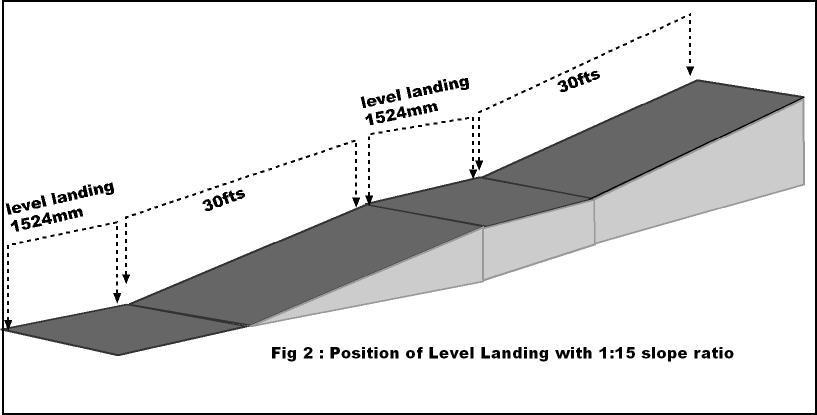 level landing
1524mm
30fts
level landing
1524mm
30fts
Fig 2 : Position of Level Landing with 1:15 slope ratio